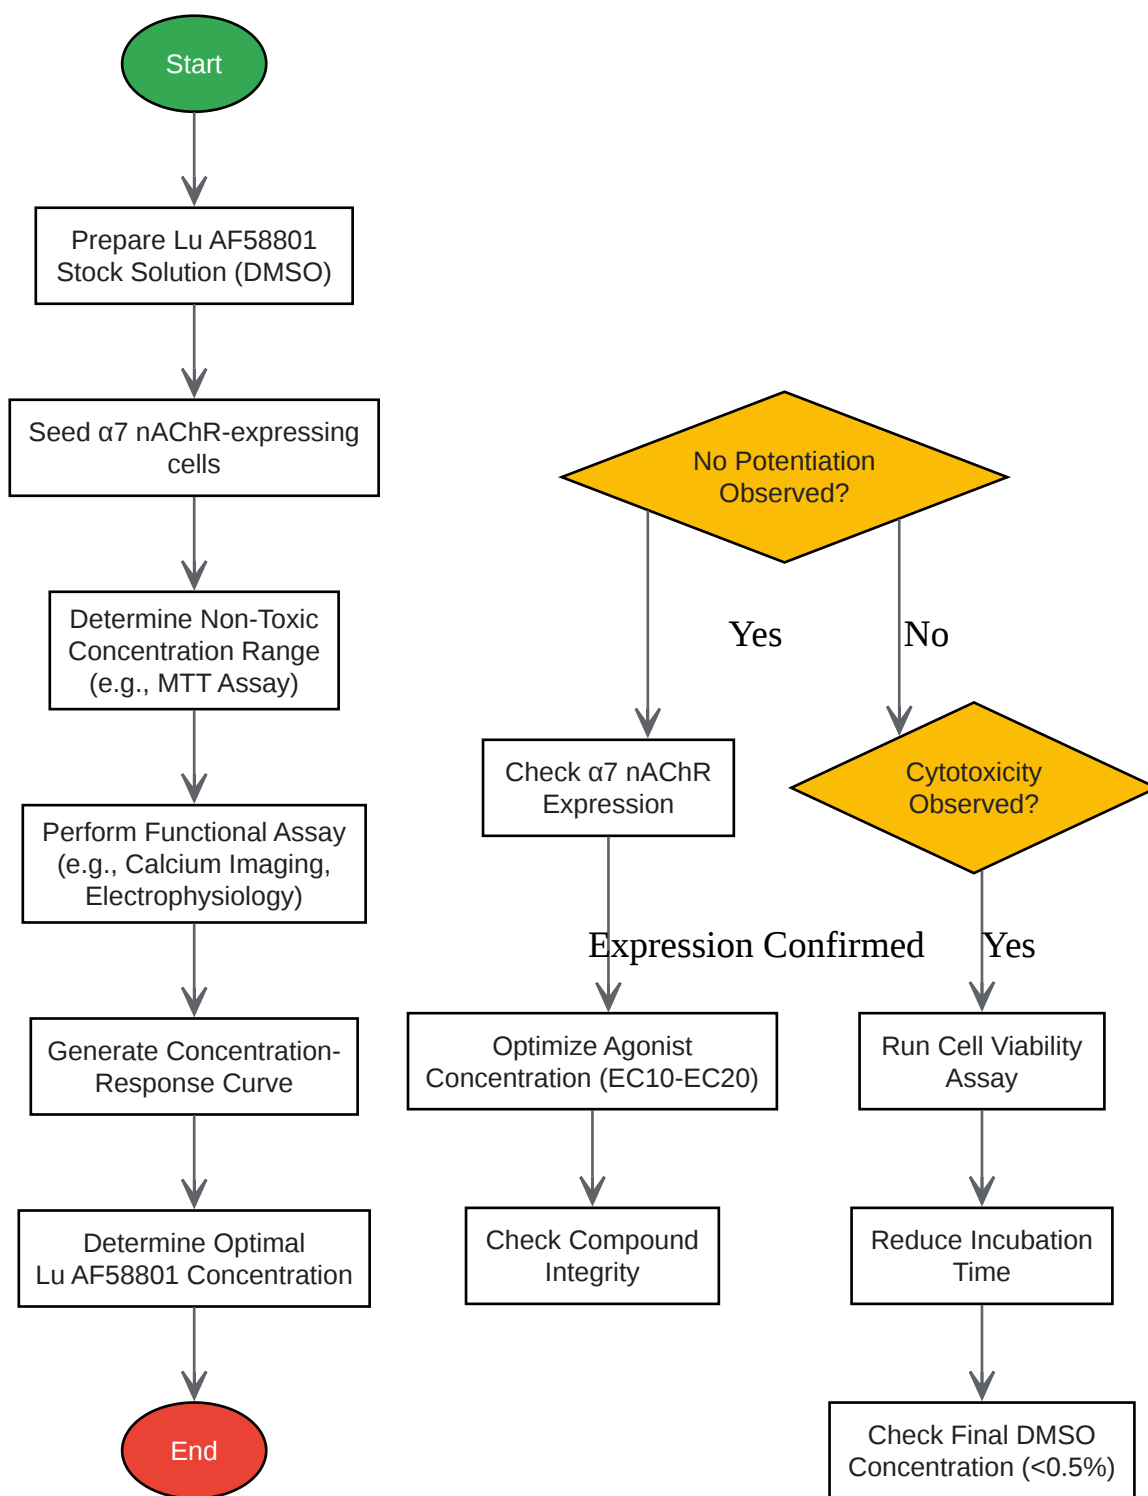 Start
Prepare Lu AF58801
Stock Solution (DMSO)
Seed α7 nAChR-expressing
cells
Determine Non-Toxic
Concentration Range
(e.g., MTT Assay)
Perform Functional Assay
(e.g., Calcium Imaging,
Electrophysiology)
Generate Concentration-
Response Curve
Determine Optimal
Lu AF58801 Concentration
End
No Potentiation
Observed?
Yes
No
Check α7 nAChR
Expression
Expression Confirmed
Optimize Agonist
Concentration (EC10-EC20)
Check Compound
Integrity
Cytotoxicity
Observed?
Yes
Run Cell Viability
Assay
Reduce Incubation
Time
Check Final DMSO
Concentration (<0.5%)